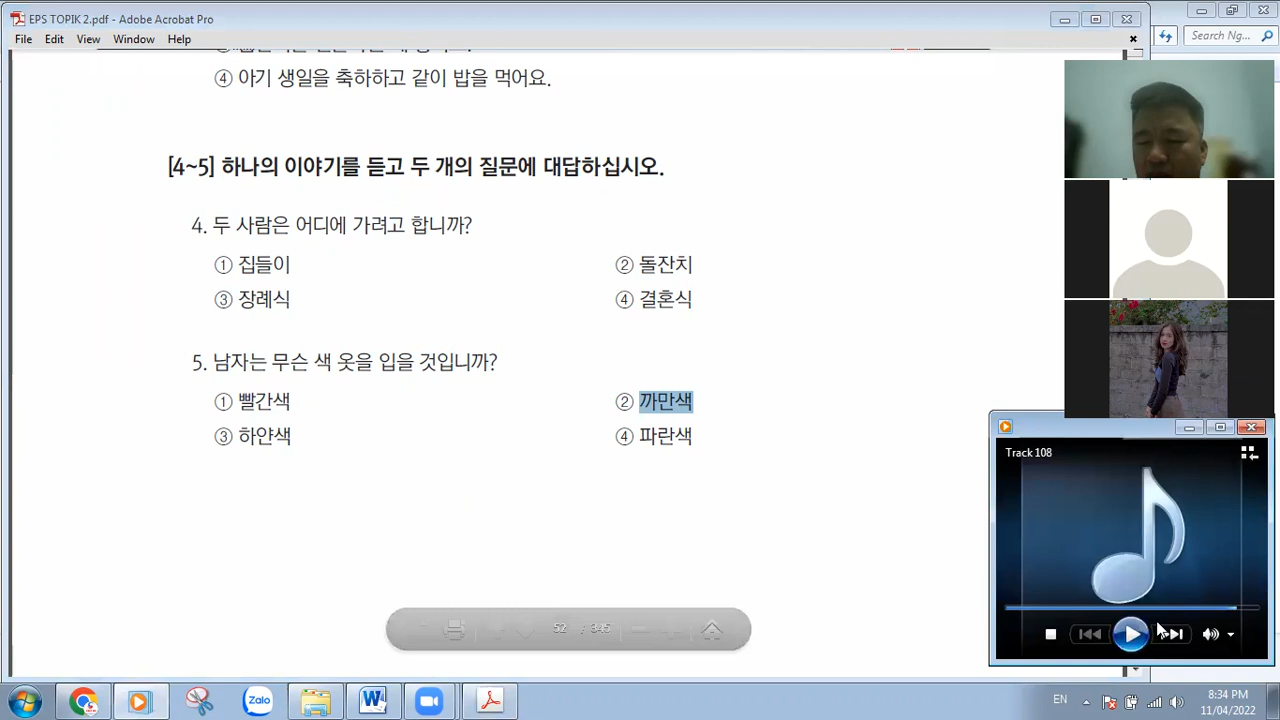 EPS TOPIK 2.pdf - Adobe Acrobat Pro
Search Ng...
File Edit View Window Help
④ 아기 생일을 축하하고 같이 밥을 먹어요.
[4~5] 하나의 이야기를 듣고 두 개의 질문에 대답하십시오.
4. 두 사람은 어디에 가려고 합니까?
① 집들이 ② 돌잔치
③ 장례식 ④ 결혼식
5. 남자는 무슨 색 옷을 입을 것입니까?
① 빨간색 ② 까만색
③ 하얀색 ④ 파란색
Track 108
52 / 345
Zalo
EN
8:34 PM
11/04/2022